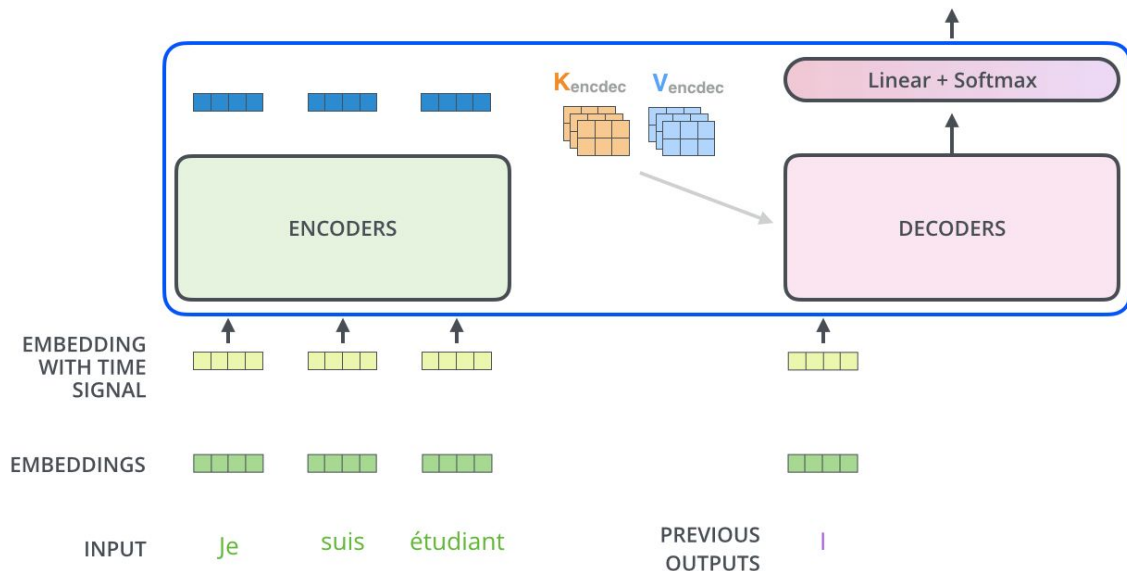 Kencdec
Vencdec
Linear + Softmax
ENCODERS
DECODERS
EMBEDDING
WITH TIME
SIGNAL
EMBEDDINGS
INPUT
Je
suis
étudiant
PREVIOUS
OUTPUTS
I